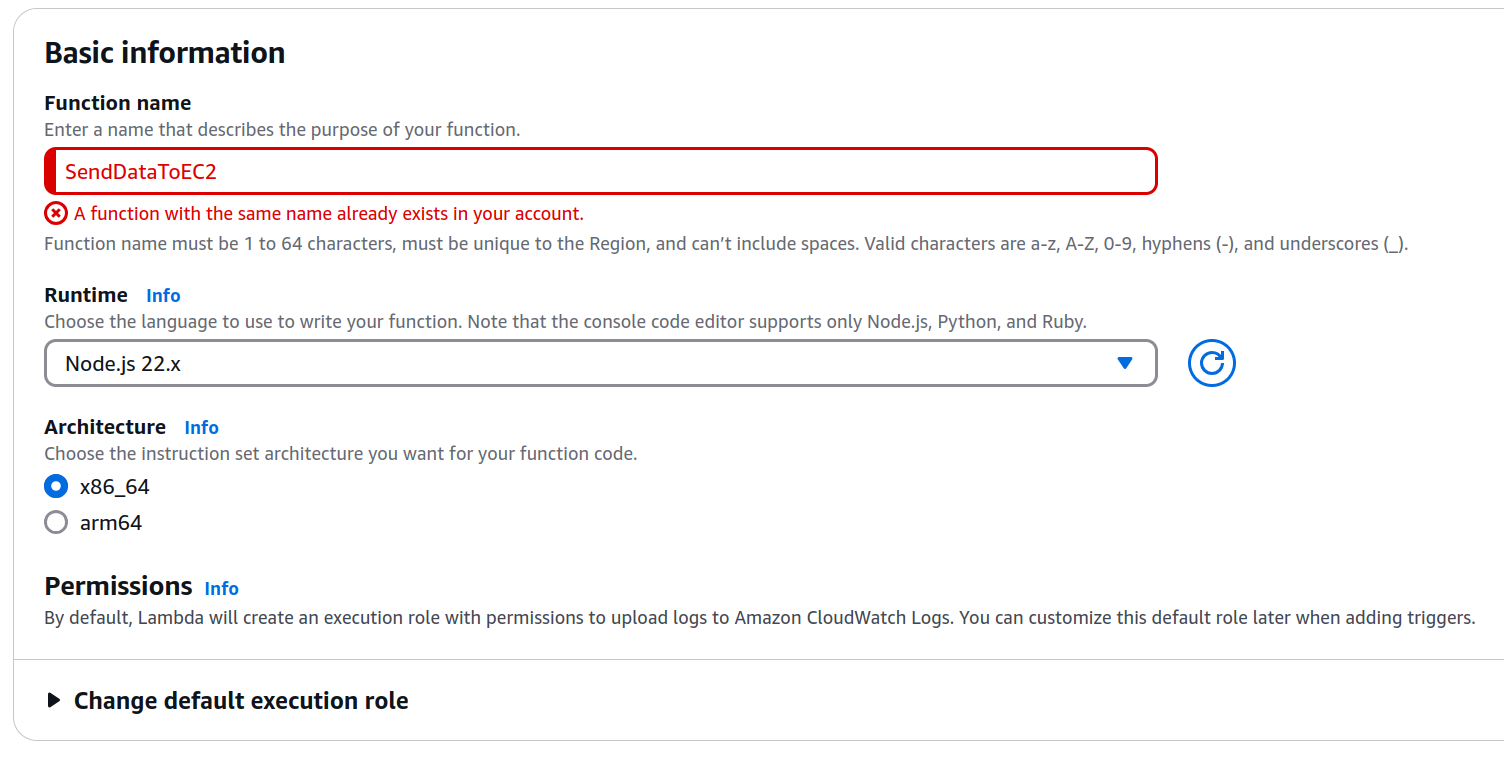 Basic information
Function name
Enter a name that describes the purpose of your function.
SendDataToEC2
A function with the same name already exists in your account.
Function name must be 1 to 64 characters, must be unique to the Region, and can’t include spaces. Valid characters are a-z, A-Z, 0-9, hyphens (-), and underscores (_).
Runtime Info
Choose the language to use to write your function. Note that the console code editor supports only Node.js, Python, and Ruby.
Node.js 22.x
Architecture Info
Choose the instruction set architecture you want for your function code.
x86_64
arm64
Permissions Info
By default, Lambda will create an execution role with permissions to upload logs to Amazon CloudWatch Logs. You can customize this default role later when adding triggers.
Change default execution role